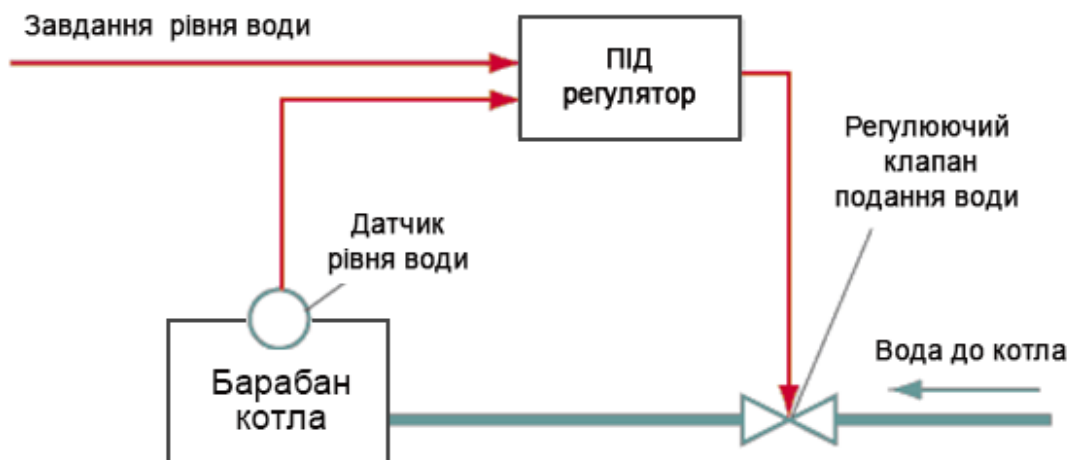 Завдання рівня води
ПІД
регулятор
Регулюючий
клапан
подання води
Датчик
рівня води
Вода до котла
Барабан
котла